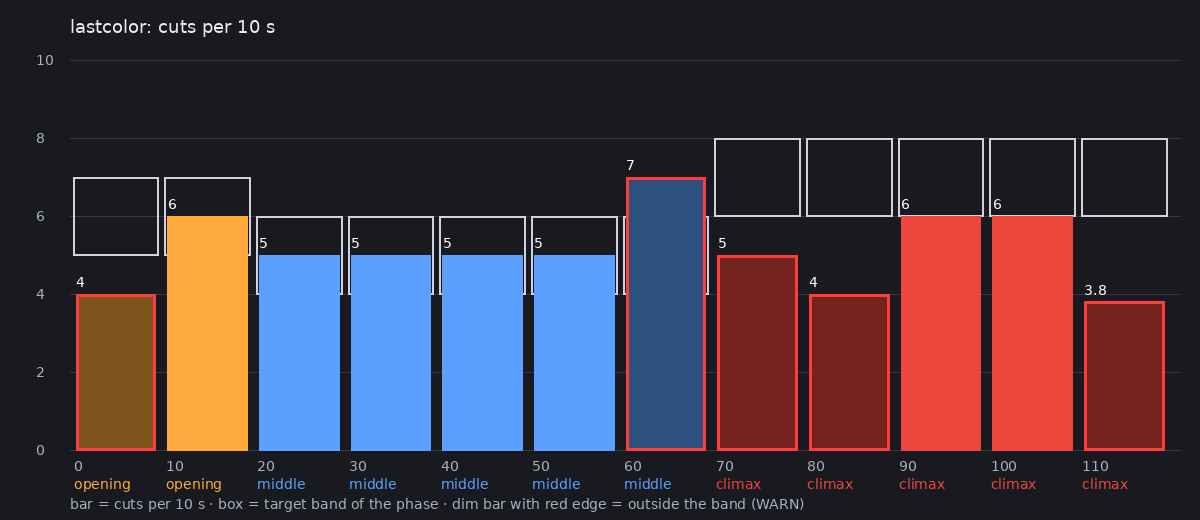 lastcolor: cuts per 10 s
10
8
6
4
2
0
4 6 5 5 5 5 7 5 4 6 6 3.8
0 10 20 30 40 50 60 70 80 90 100 110
opening opening middle middle middle middle middle climax climax climax climax climax
bar = cuts per 10 s · box = target band of the phase · dim bar with red edge = outside the band (WARN)